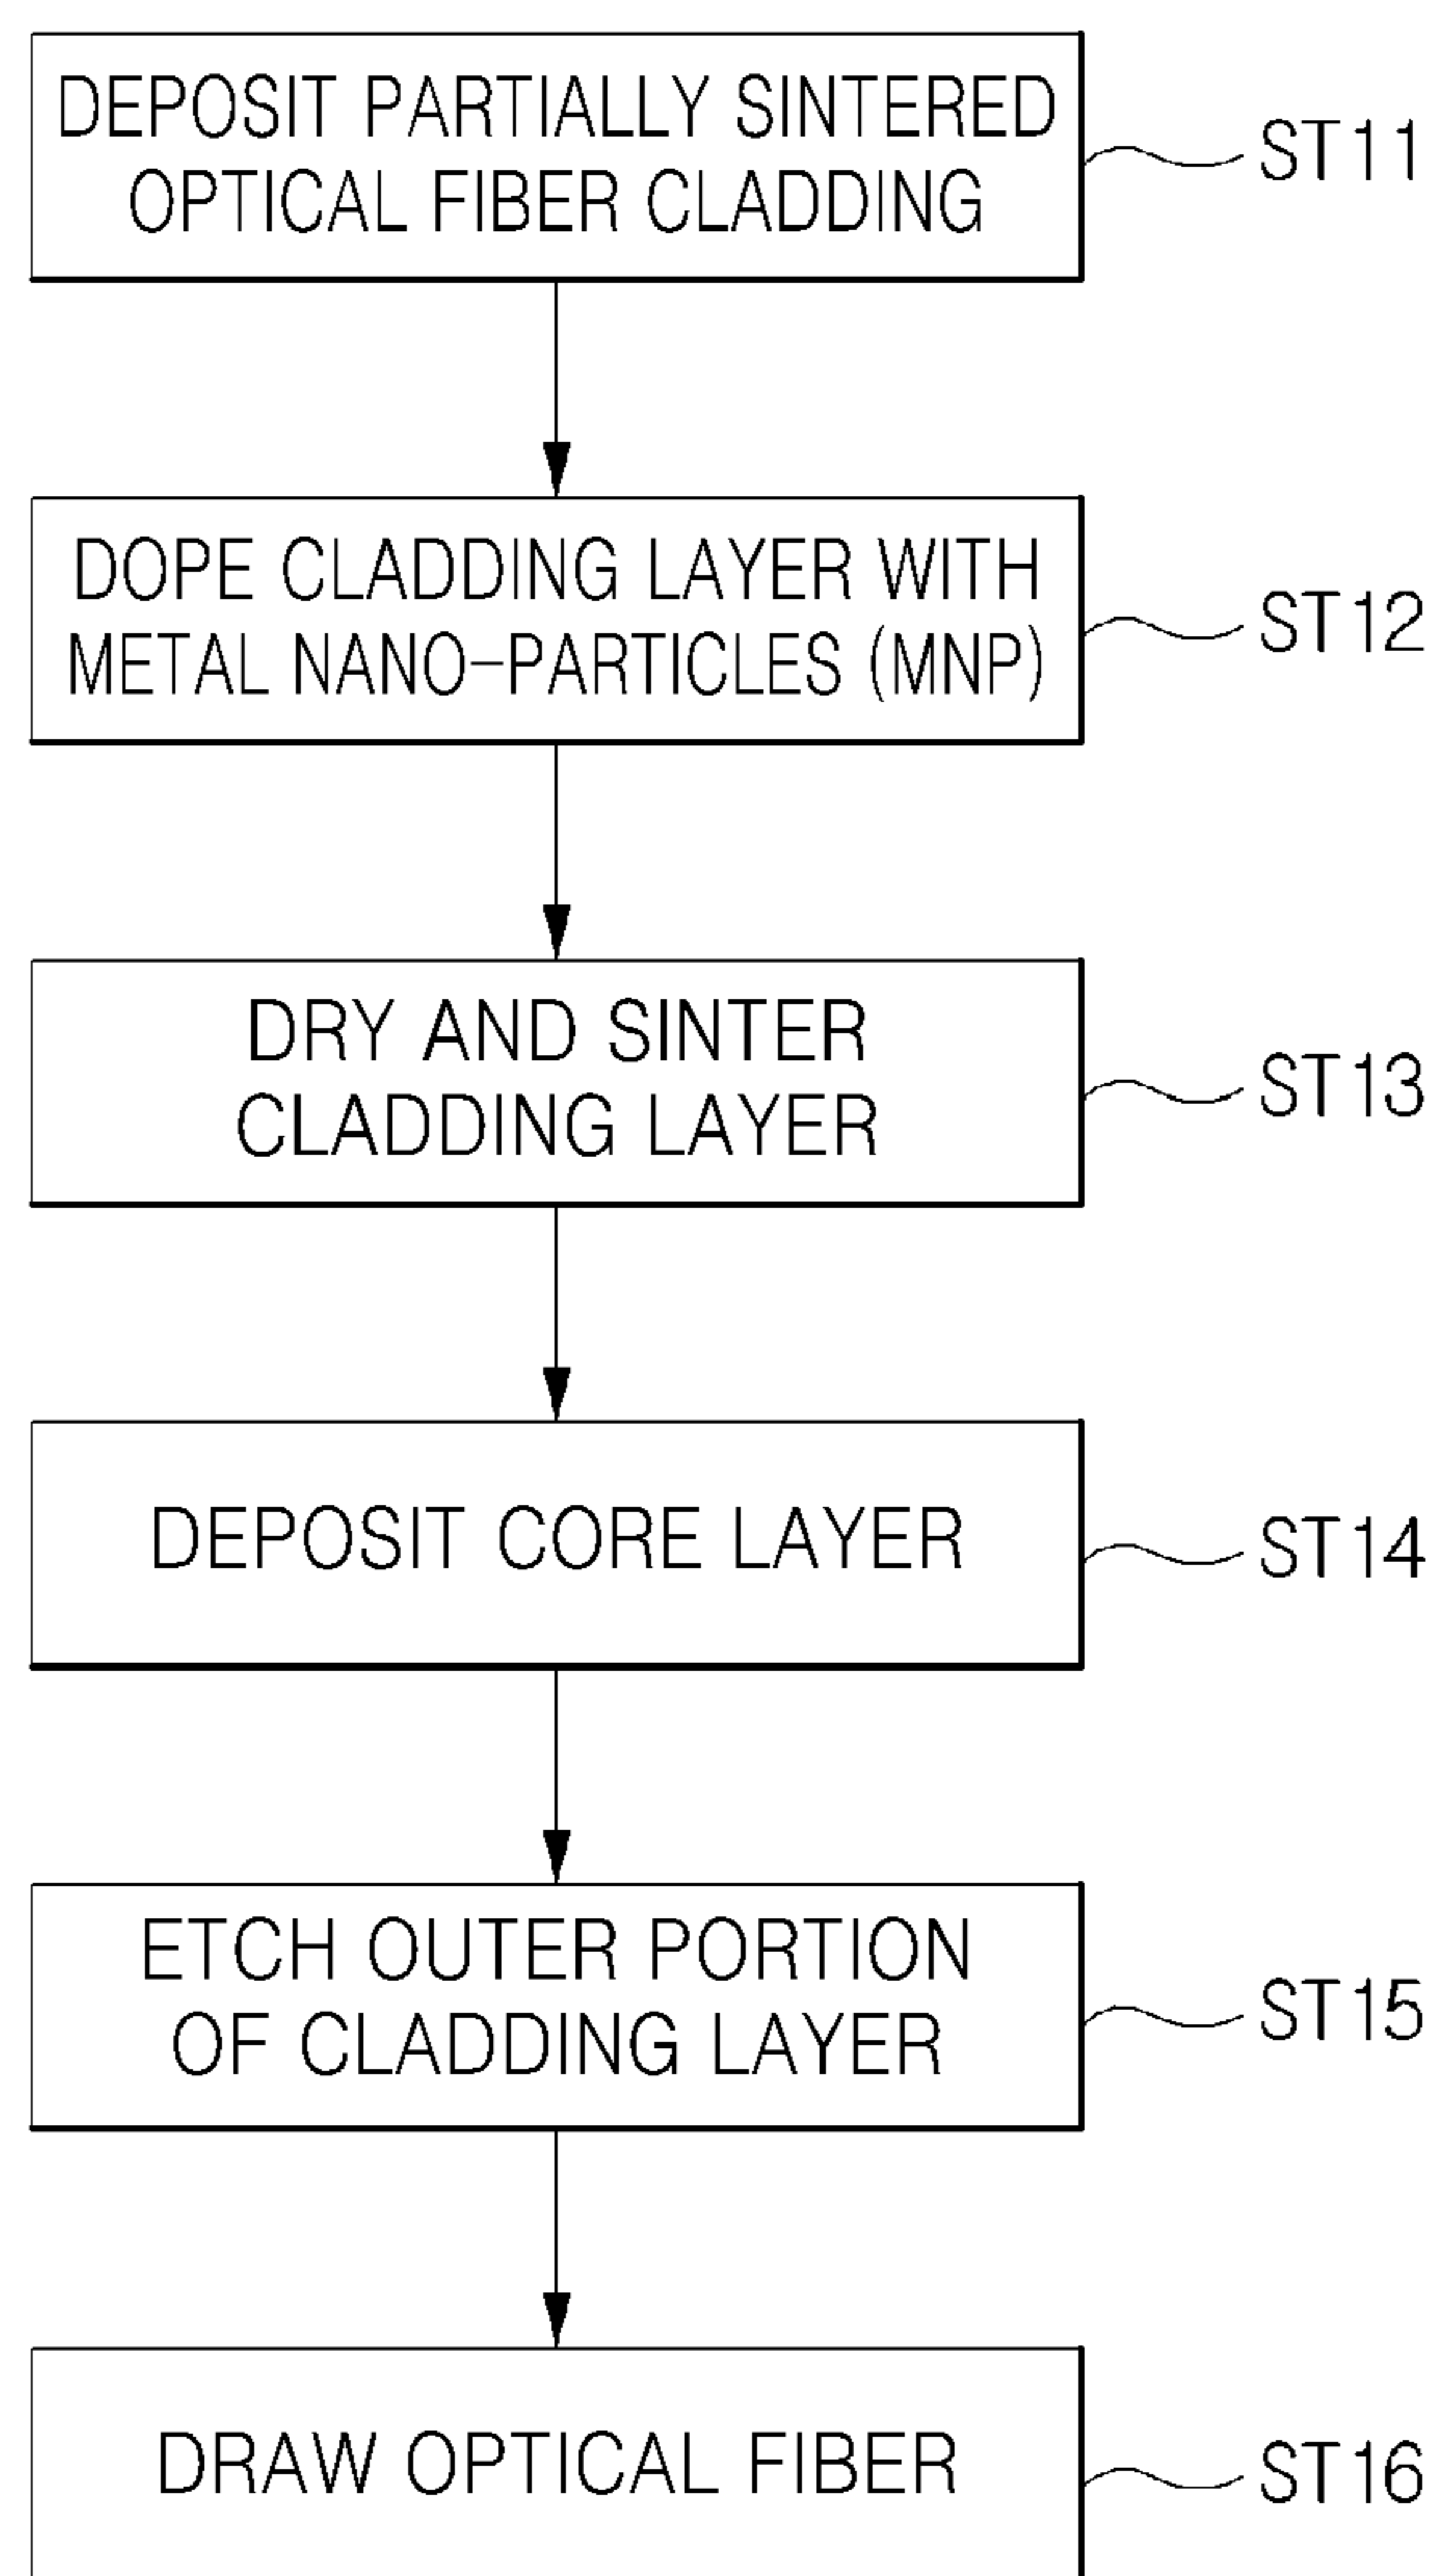 DEPOSIT PARTIALLY SINTERED
OPTICAL FIBER CLADDING
ST11
DOPE CLADDING LAYER WITH
METAL NANO-PARTICLES (MNP)
ST12
DRY AND SINTER
CLADDING LAYER
ST13
DEPOSIT CORE LAYER
ST14
ETCH OUTER PORTION
OF CLADDING LAYER
ST15
DRAW OPTICAL FIBER
ST16